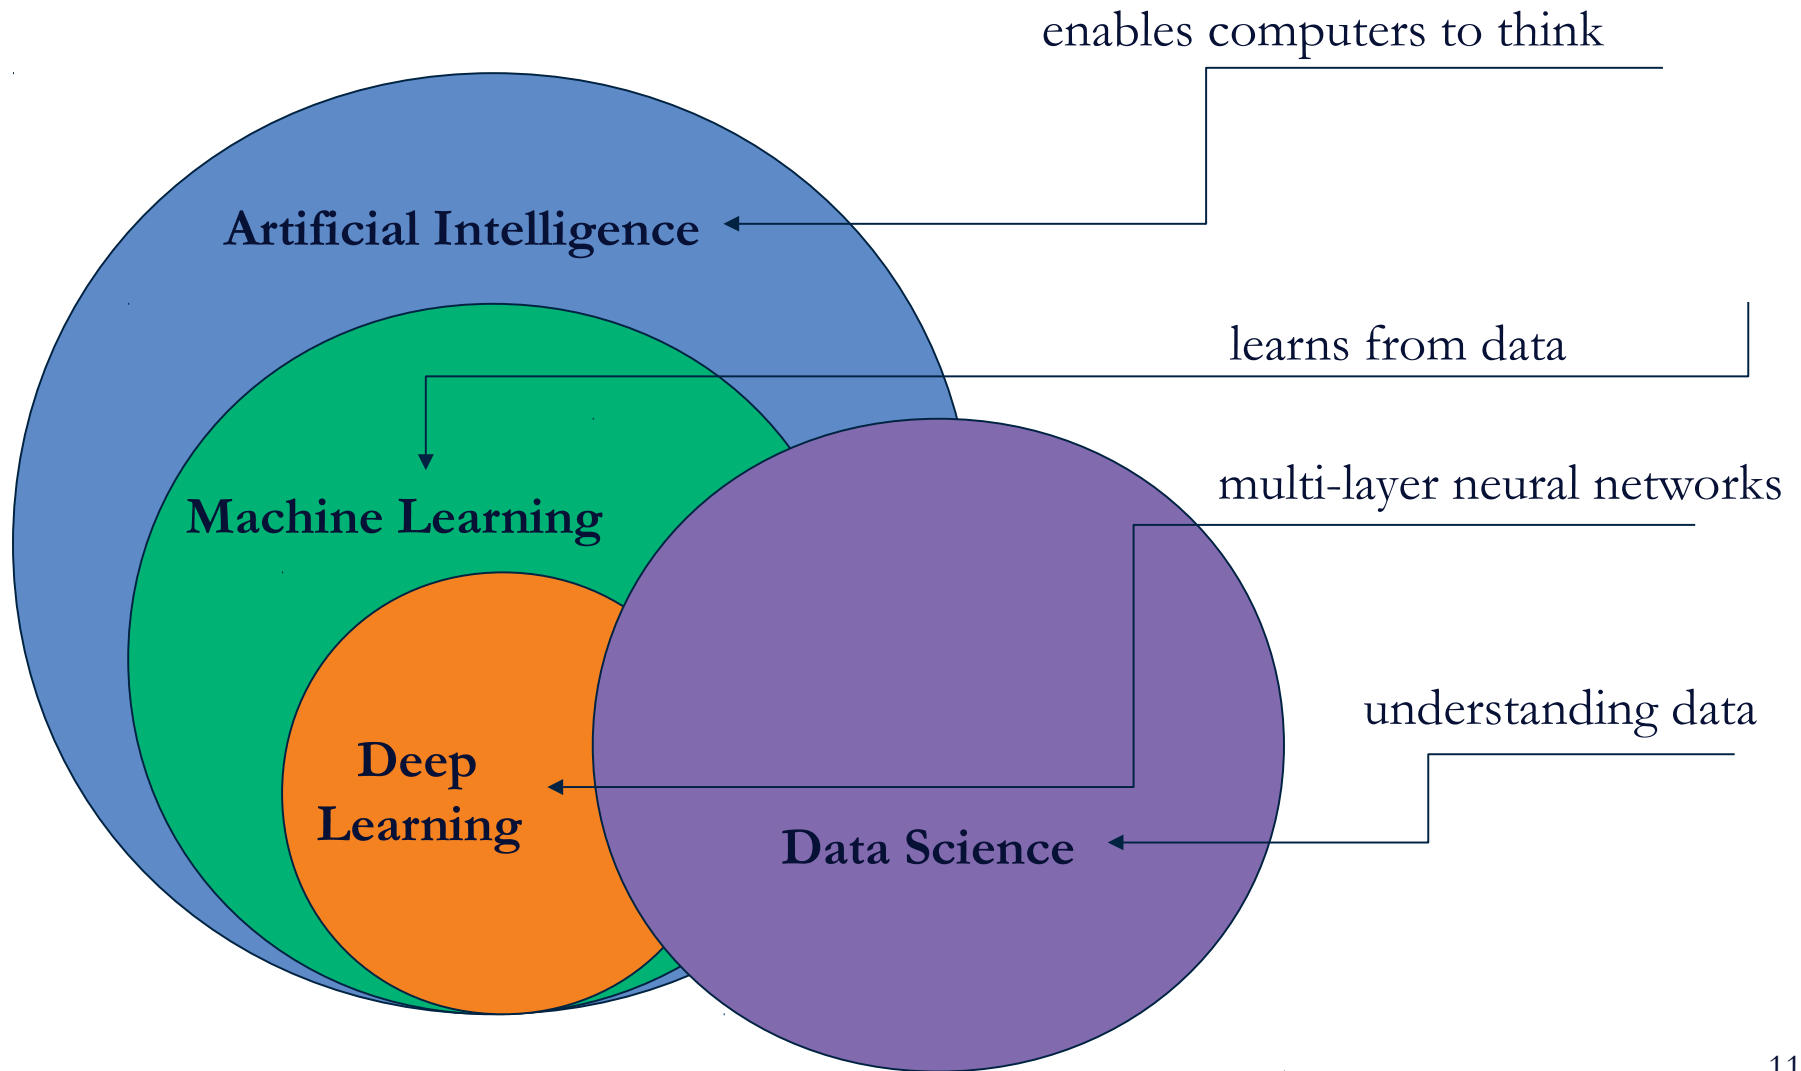 enables computers to think
Artificial Intelligence
learns from data
multi-layer neural networks
Machine Learning
understanding data
Deep
Learning
Data Science
11